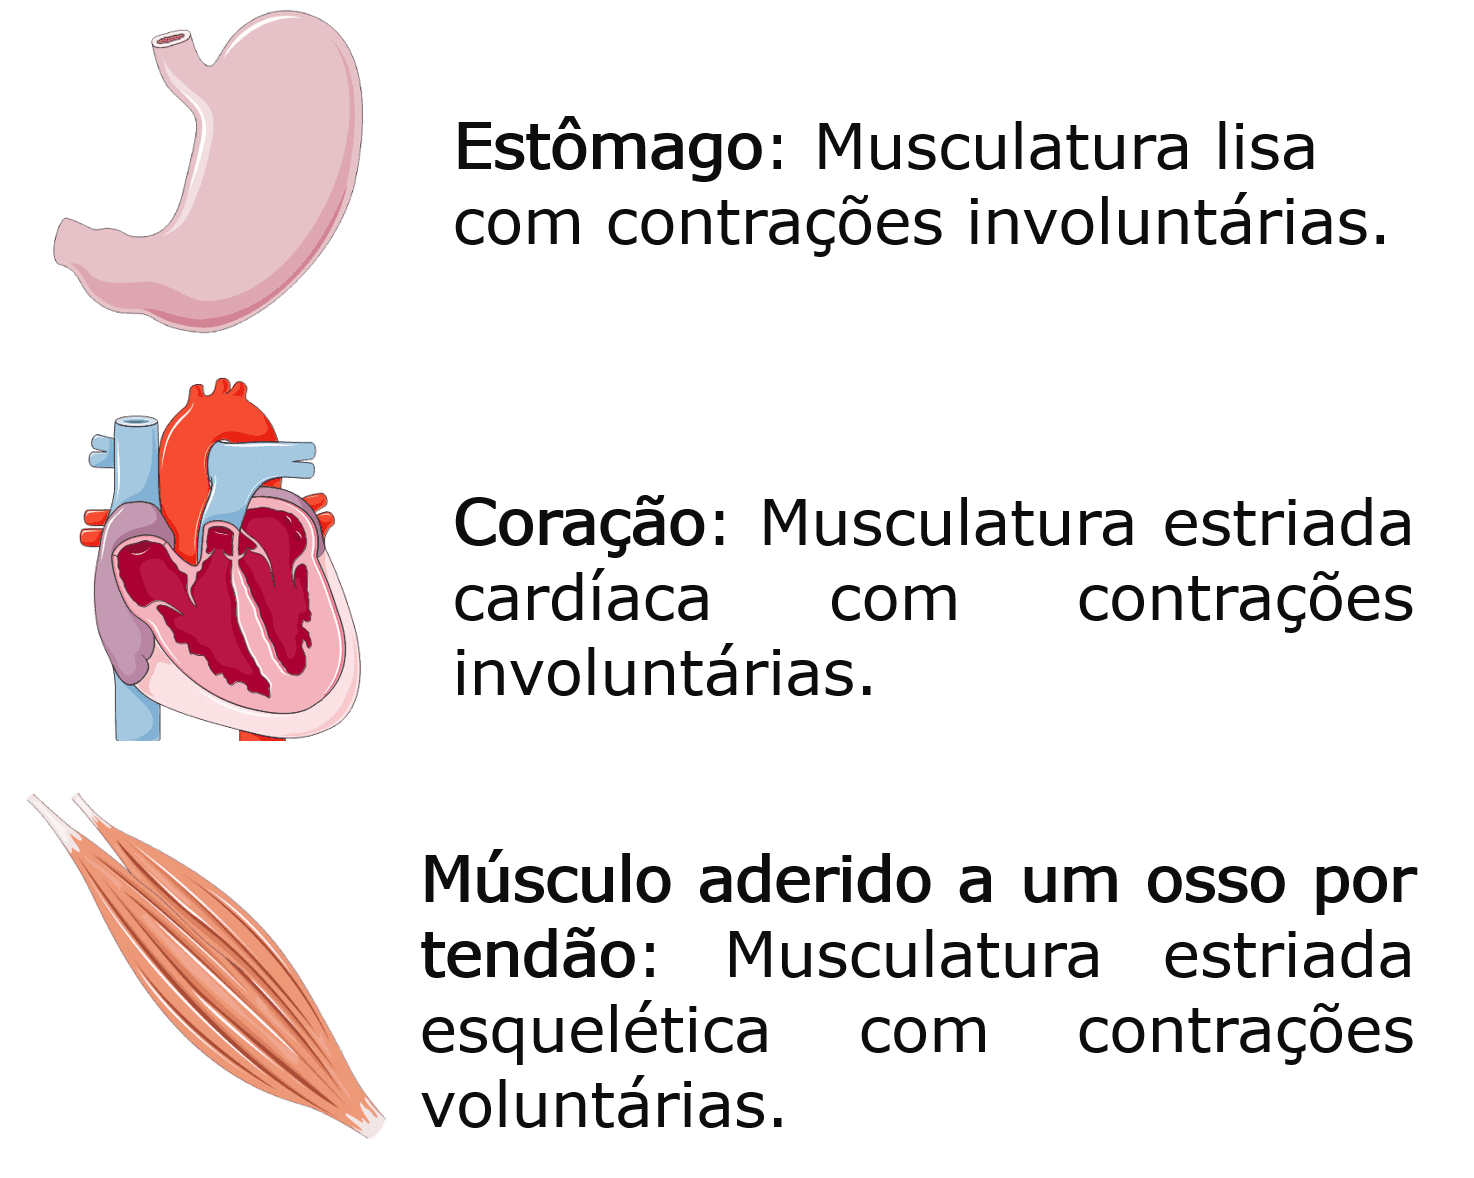 Estômago: Musculatura lisa
com contrações involuntárias.
Coração: Musculatura estriada
cardíaca com contrações
involuntárias.
Músculo aderido a um osso por
tendão: Musculatura estriada
esquelética com contrações
voluntárias.